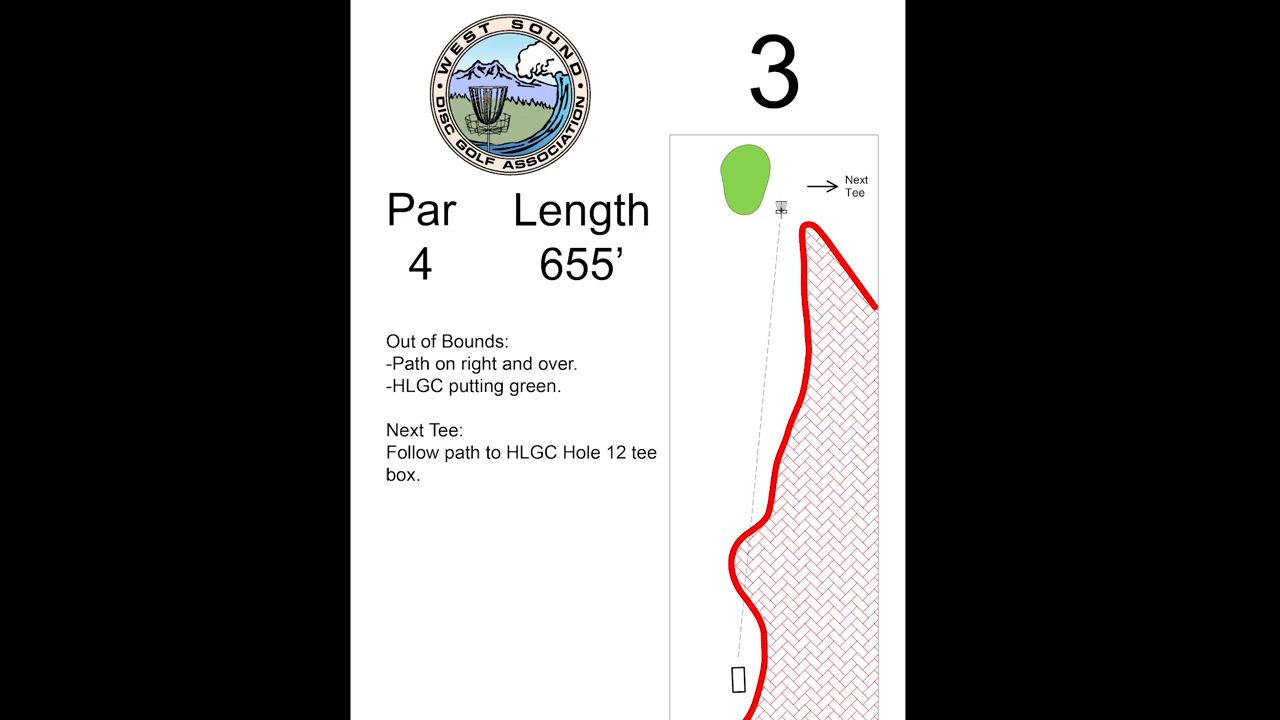 WEST SOUND
DISC GOLF ASSOCIATION
3
Par Length
4 655’
Out of Bounds:
-Path on right and over.
-HLGC putting green.
Next Tee:
Follow path to HLGC Hole 12 tee
box.
Next
Tee